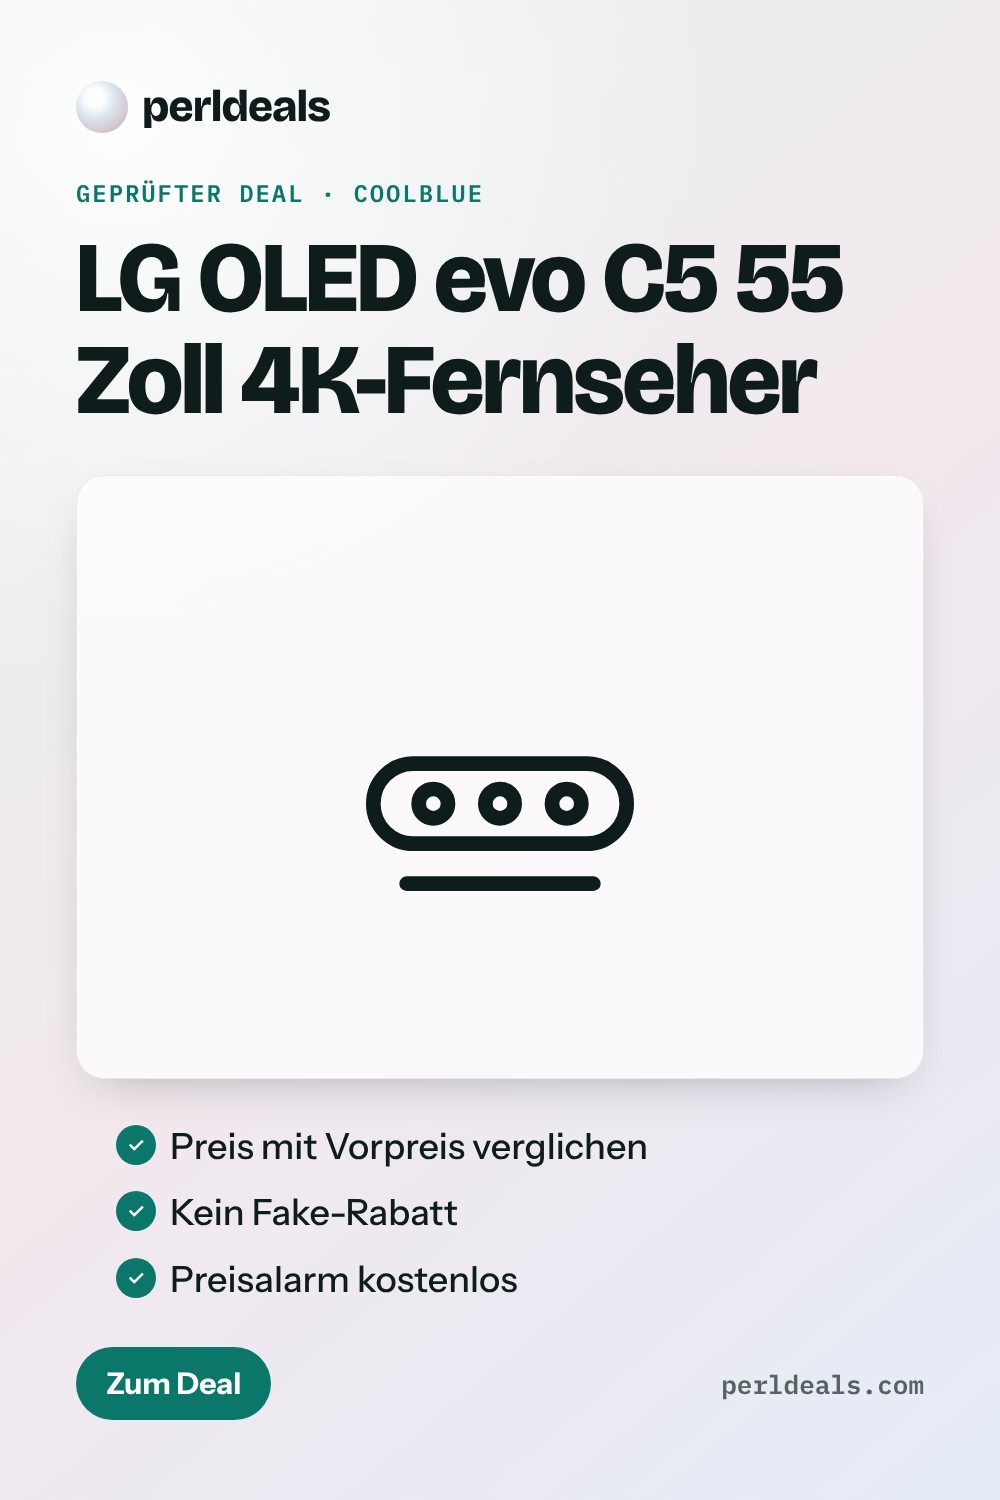 perldeals
GEPRÜFTER DEAL · COOLBLUE
LG OLED evo C5 55
Zoll 4K-Fernseher
Preis mit Vorpreis verglichen
Kein Fake-Rabatt
Preisalarm kostenlos
Zum Deal
perldeals.com